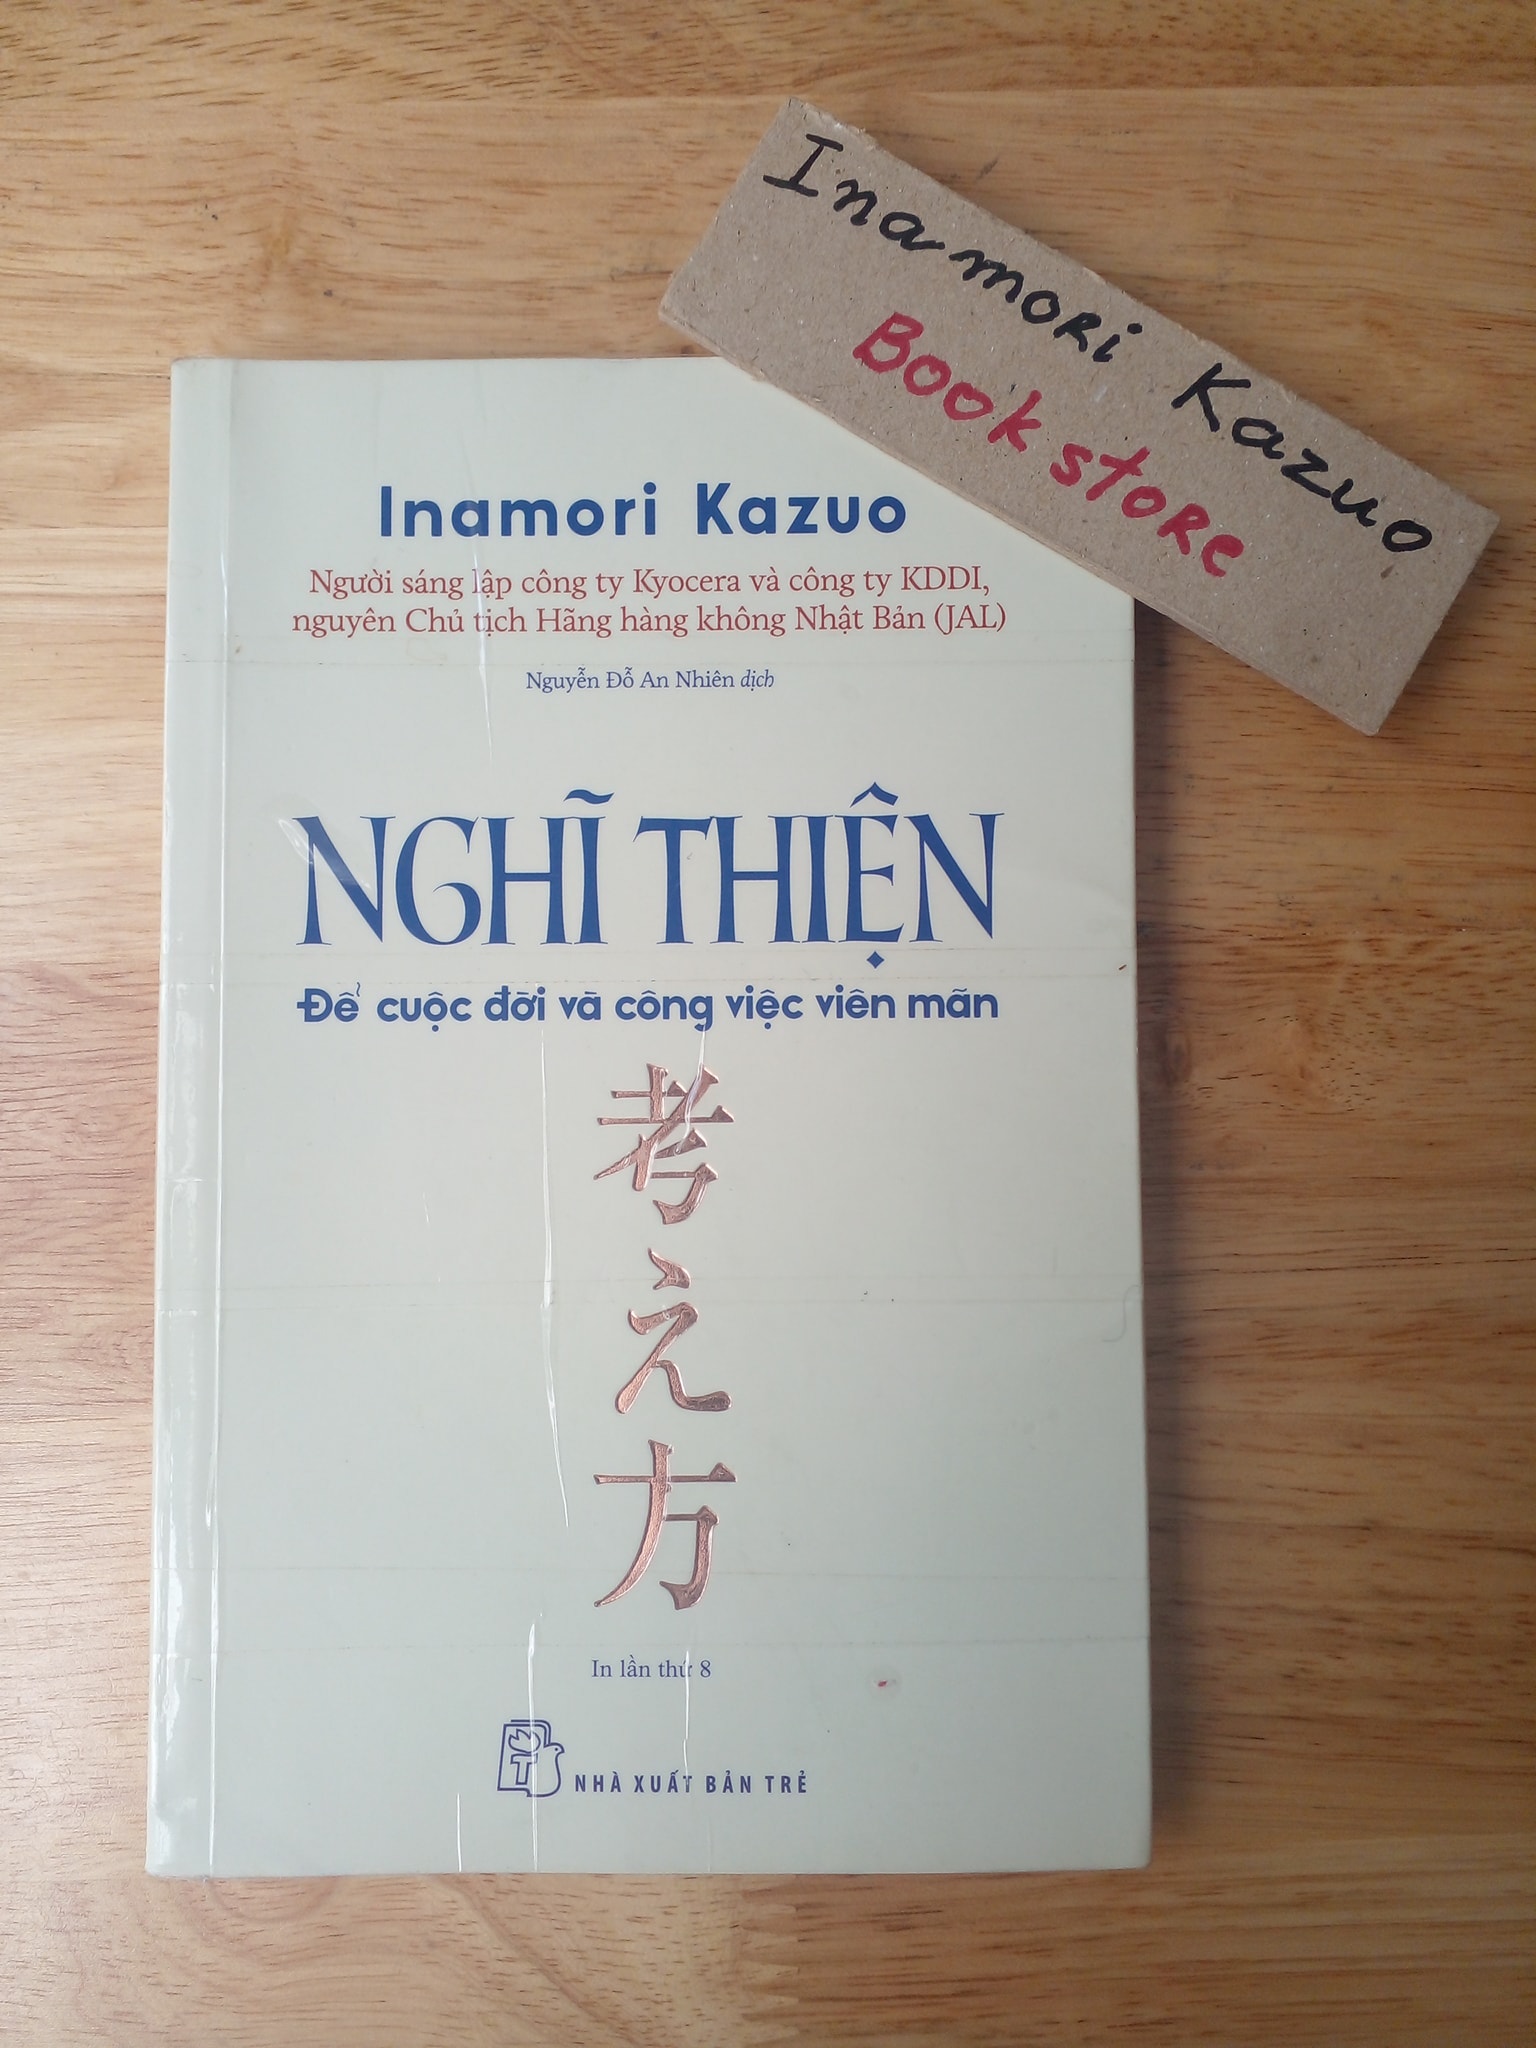 Inamori Kazuo
Bookstore
Inamori Kazuo
Người sáng lập công ty Kyocera và công ty KDDI,
nguyên Chủ tịch Hãng hàng không Nhật Bản (JAL)
Nguyễn Đỗ An Nhiên dịch
NGHĨ THIỆN
Để cuộc đời và công việc viên mãn
考え方
In lần thứ 8
T
NHÀ XUẤT BẢN TRẺ